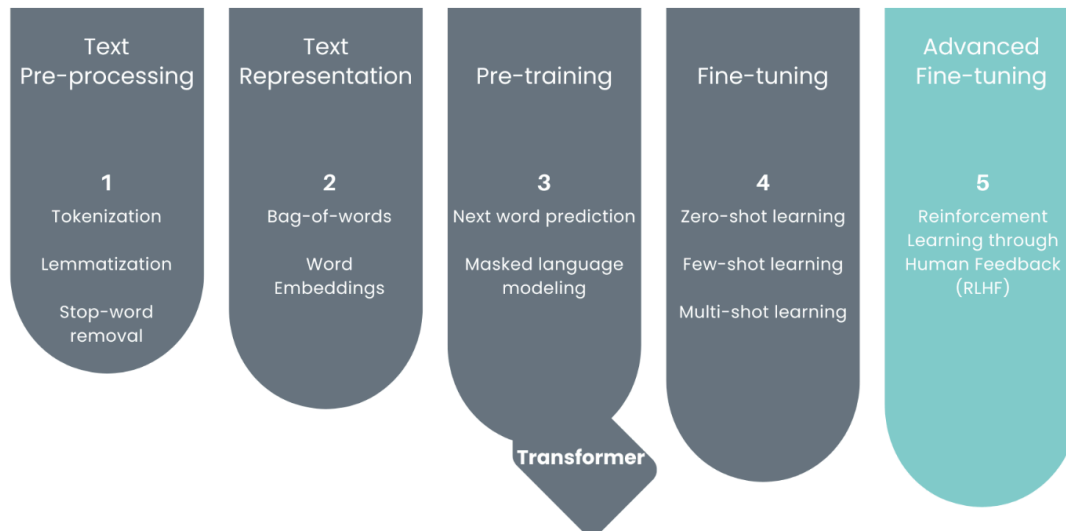 Text
Pre-processing
1
Tokenization
Lemmatization
Stop-word
removal
Text
Representation
2
Bag-of-words
Word
Embeddings
Pre-training
3
Next word prediction
Masked language
modeling
Transformer
Fine-tuning
4
Zero-shot learning
Few-shot learning
Multi-shot learning
Advanced
Fine-tuning
5
Reinforcement
Learning through
Human Feedback
(RLHF)